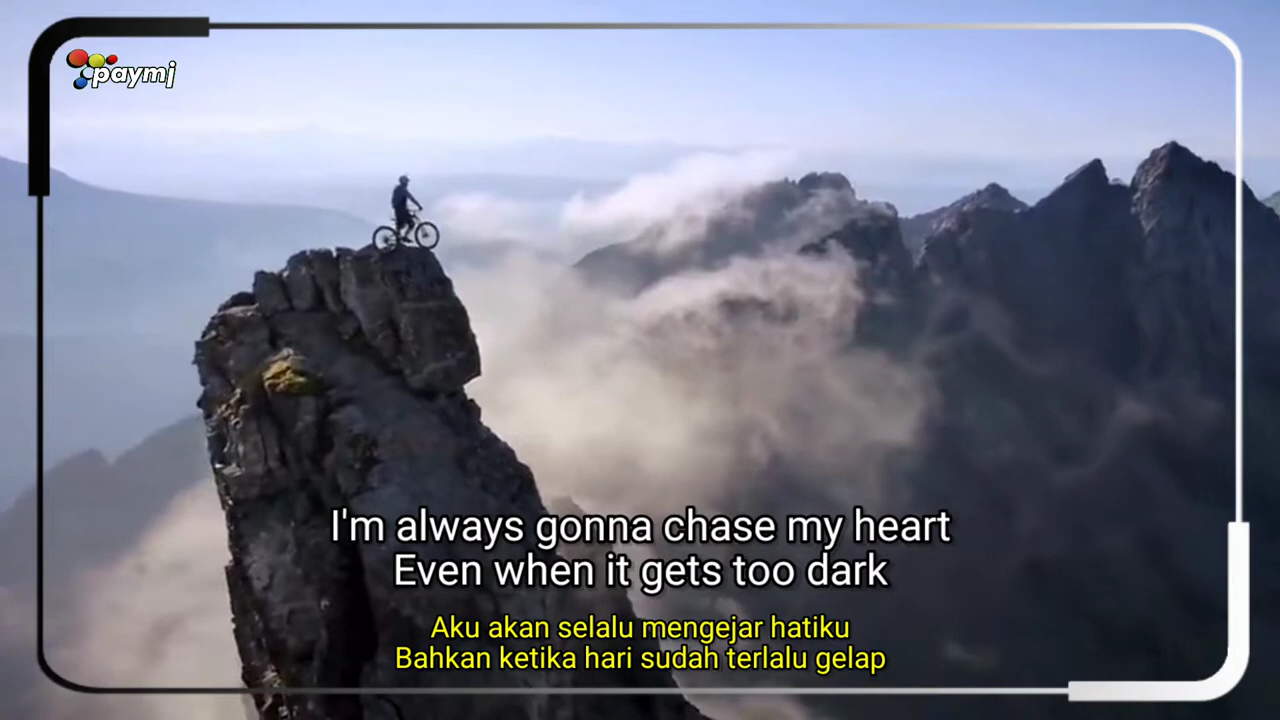 paymj
I'm always gonna chase my heart
Even when it gets too dark
Aku akan selalu mengejar hatiku
Bahkan ketika hari sudah terlalu gelap